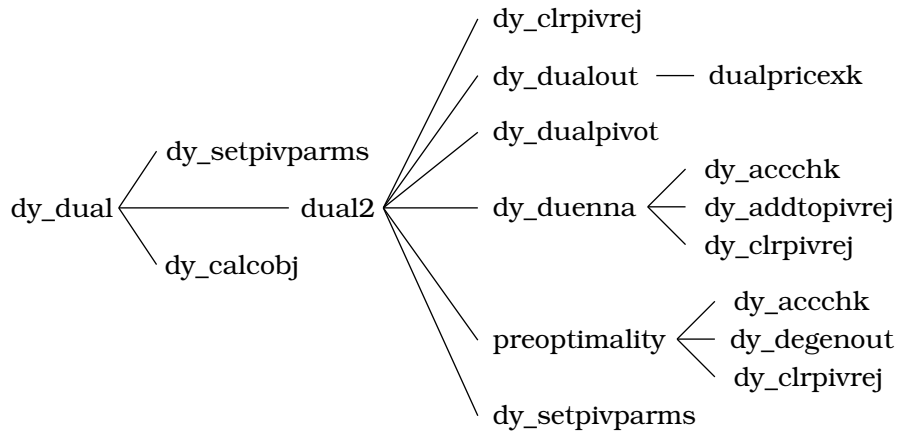 dy_clrpivrej
dy_dualout dualpricexk
dy_dualpivot
dy_setpivparms
dy_accchk
dy_dual dual2 dy_duenna dy_addtopivrej
dy_clrpivrej
dy_calcobj
dy_accchk
preoptimality dy_degenout
dy_clrpivrej
dy_setpivparms